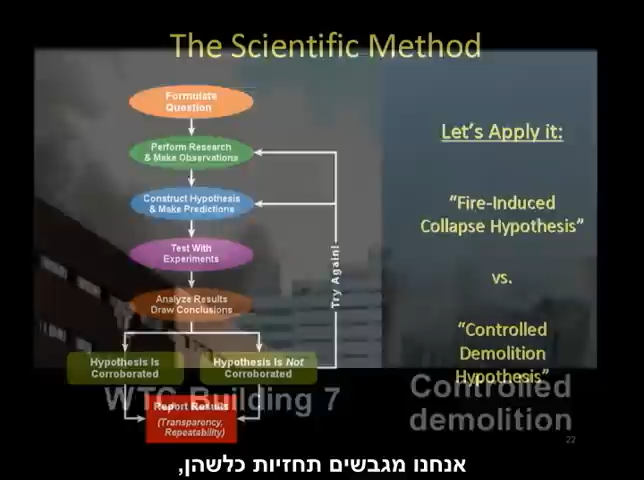 The Scientific Method
Formulate
Question
Perform Research
& Make Observations
Construct Hypothesis
& Make Predictions
Test With
Experiments
Analyze Results
Draw Conclusions
Try Again!
Hypothesis Is
Corroborated
Hypothesis Is Not
Corroborated
Report Results
(Transparency,
Repeatability)
Let's Apply it:
"Fire-Induced
Collapse Hypothesis"
vs.
"Controlled
Demolition
Hypothesis"
WTC Building 7
Controlled
demolition
22
אנחנו מגבשים תחזיות כלשהן,